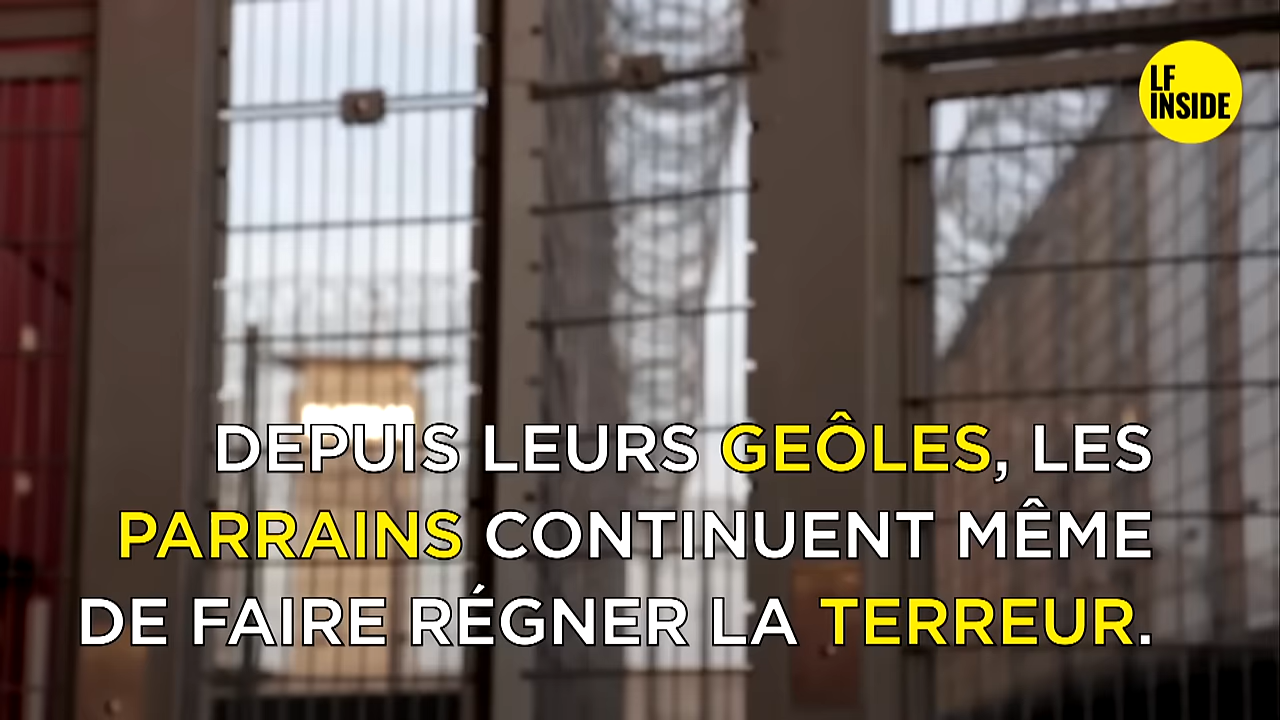 LF
INSIDE
DEPUIS LEURS GEÔLES, LES
PARRAINS CONTINUENT MÊME
DE FAIRE RÉGNER LA TERREUR.